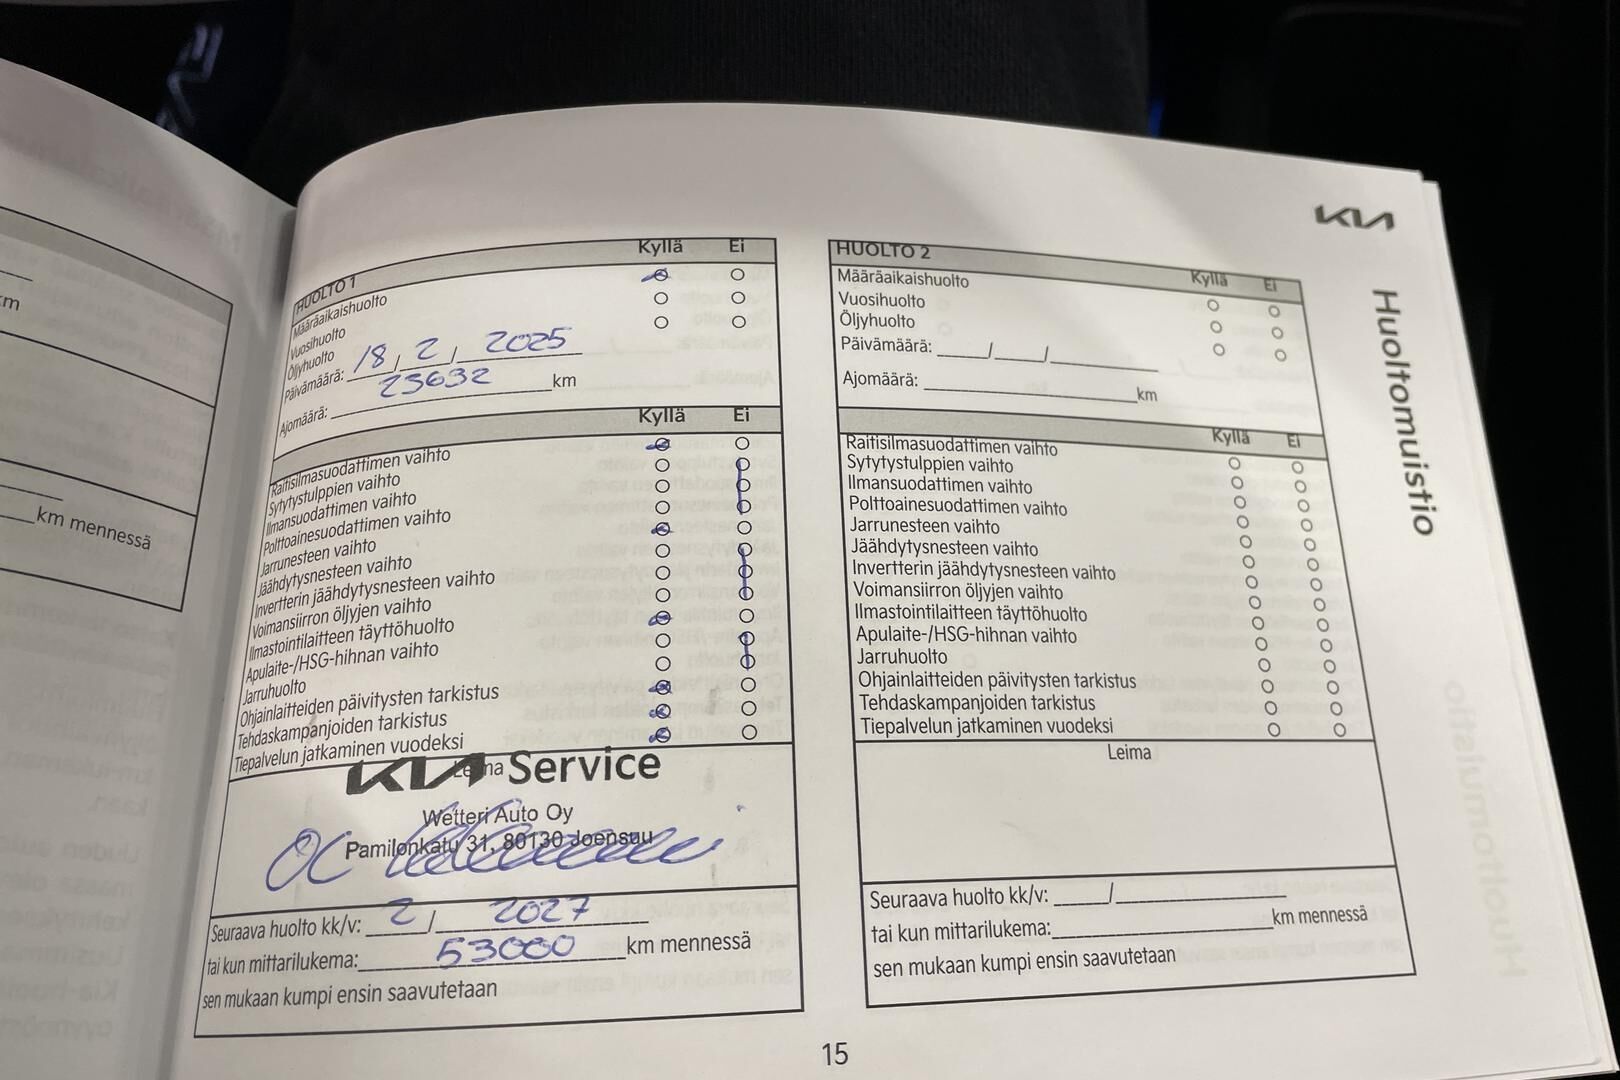 km
km mennessä
KIA
Huoltomuistio
HUOLTO 1 Kyllä Ei
Määräaikaishuolto
Vuosihuolto
Öljyhuolto
Päivämäärä: 18 / 2 / 2025
Ajomäärä: 23632 km
Kyllä Ei
Raitisilmasuodattimen vaihto
Sytytystulppien vaihto
Ilmansuodattimen vaihto
Polttoainesuodattimen vaihto
Jarrunesteen vaihto
Jäähdytysnesteen vaihto
Invertterin jäähdytysnesteen vaihto
Voimansiirron öljyjen vaihto
Ilmastointilaitteen täyttöhuolto
Apulaite-/HSG-hihnan vaihto
Jarruhuolto
Ohjainlaitteiden päivitysten tarkistus
Tehdaskampanjoiden tarkistus
Tiepalvelun jatkaminen vuodeksi
Leima
KIA Service
Wetteri Auto Oy
Pamilonkatu 31, 80130 Joensuu
Seuraava huolto kk/v: 2 / 2027
tai kun mittarilukema: 53000 km mennessä
sen mukaan kumpi ensin saavutetaan
HUOLTO 2
Kyllä Ei
Määräaikaishuolto
Vuosihuolto
Öljyhuolto
Päivämäärä: / /
Ajomäärä: km
Kyllä Ei
Raitisilmasuodattimen vaihto
Sytytystulppien vaihto
Ilmansuodattimen vaihto
Polttoainesuodattimen vaihto
Jarrunesteen vaihto
Jäähdytysnesteen vaihto
Invertterin jäähdytysnesteen vaihto
Voimansiirron öljyjen vaihto
Ilmastointilaitteen täyttöhuolto
Apulaite-/HSG-hihnan vaihto
Jarruhuolto
Ohjainlaitteiden päivitysten tarkistus
Tehdaskampanjoiden tarkistus
Tiepalvelun jatkaminen vuodeksi
Leima
Seuraava huolto kk/v: /
tai kun mittarilukema: km mennessä
sen mukaan kumpi ensin saavutetaan
15